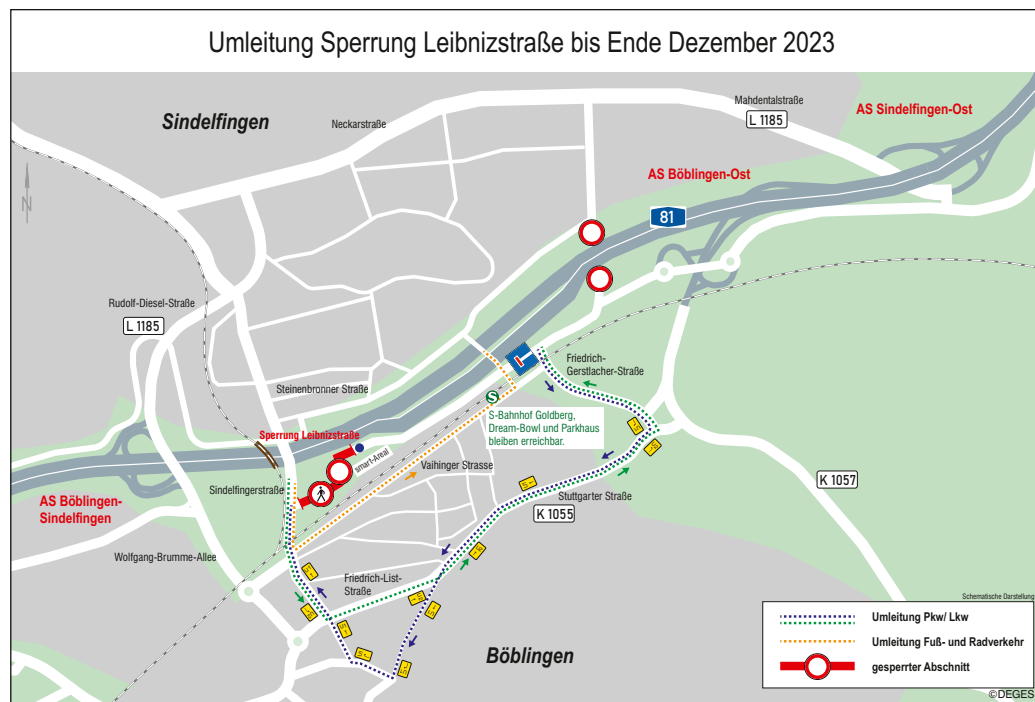 Umleitung Sperrung Leibnizstraße bis Ende Dezember 2023
Sindelfingen
Neckarstraße
Mahdentalstraße
L 1185
AS Sindelfingen-Ost
AS Böblingen-Ost
N
81
Rudolf-Diesel-Straße
L 1185
Steinenbronner Straße
Friedrich-
Gerstlacher-Straße
S
S-Bahnhof Goldberg,
Dream-Bowl und Parkhaus
bleiben erreichbar.
Sperrung Leibnizstraße
smart-Areal
Vaihinger Strasse
Sindelfingerstraße
AS Böblingen-
Sindelfingen
Stuttgarter Straße
K 1055
K 1057
Wolfgang-Brumme-Allee
Friedrich-List-
Straße
Böblingen
Schematische Darstellung
Umleitung Pkw/ Lkw
Umleitung Fuß- und Radverkehr
gesperrter Abschnitt
©DEGES